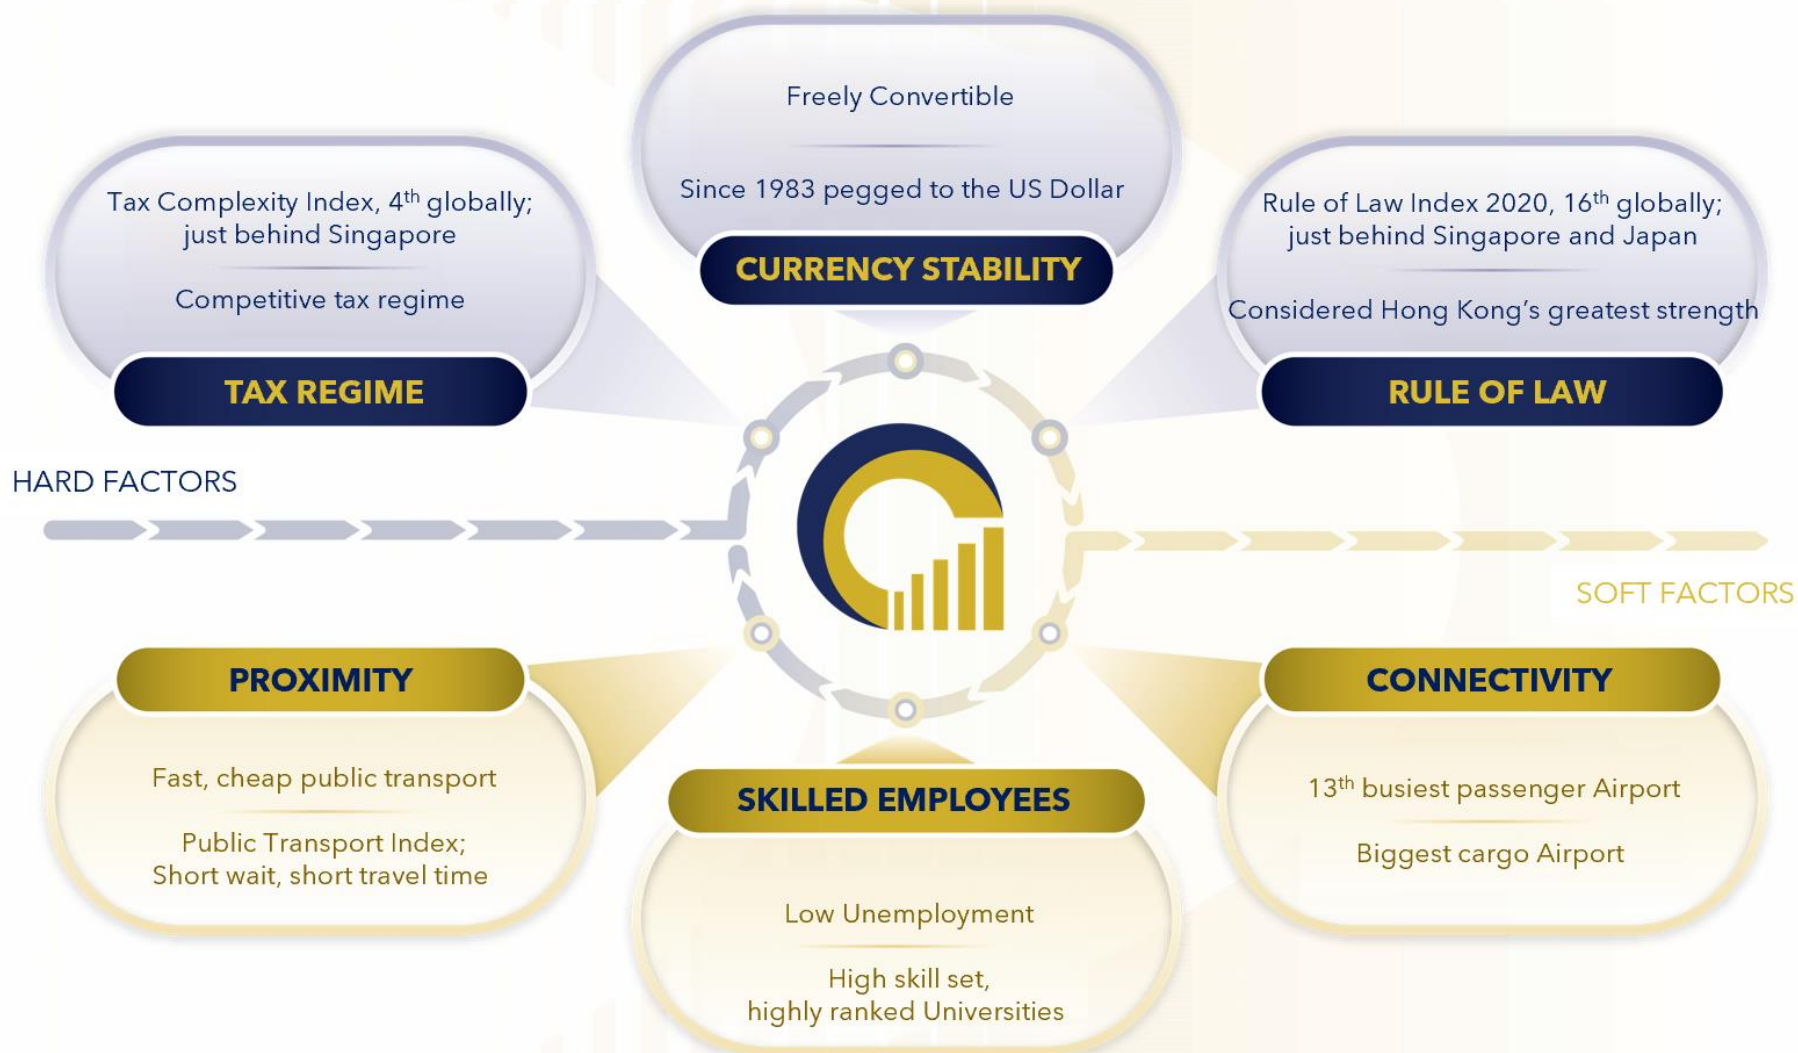 Freely Convertible
Since 1983 pegged to the US Dollar
CURRENCY STABILITY
Tax Complexity Index, 4th globally;
just behind Singapore
Competitive tax regime
TAX REGIME
Rule of Law Index 2020, 16th globally;
just behind Singapore and Japan
Considered Hong Kong's greatest strength
RULE OF LAW
HARD FACTORS
SOFT FACTORS
PROXIMITY
Fast, cheap public transport
Public Transport Index;
Short wait, short travel time
SKILLED EMPLOYEES
Low Unemployment
High skill set,
highly ranked Universities
CONNECTIVITY
13th busiest passenger Airport
Biggest cargo Airport